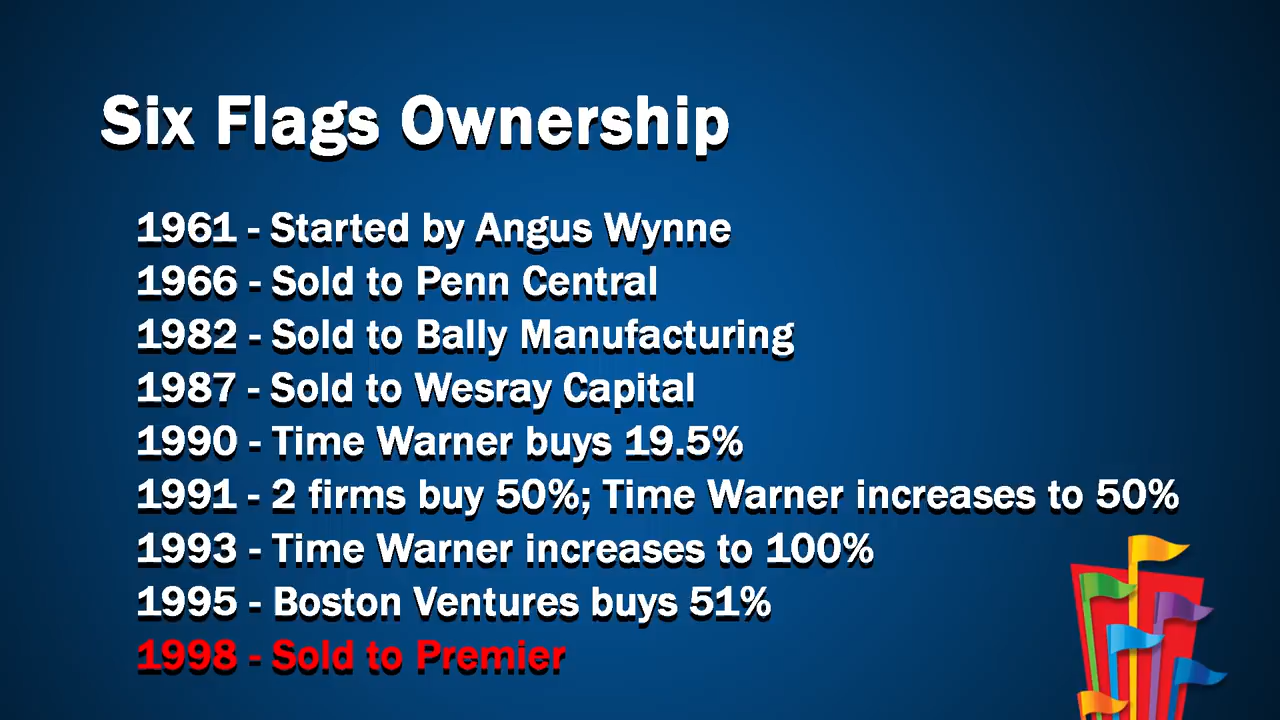 Six Flags Ownership
1961 - Started by Angus Wynne
1966 - Sold to Penn Central
1982 - Sold to Bally Manufacturing
1987 - Sold to Wesray Capital
1990 - Time Warner buys 19.5%
1991 - 2 firms buy 50%; Time Warner increases to 50%
1993 - Time Warner increases to 100%
1995 - Boston Ventures buys 51%
1998 - Sold to Premier